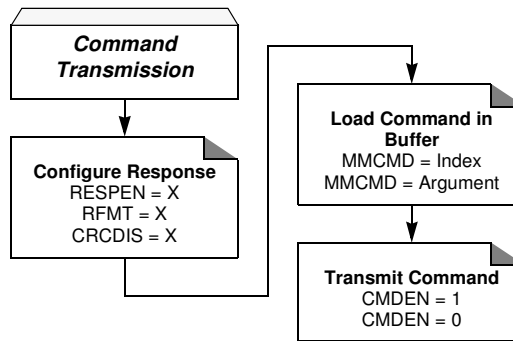 Command
Transmission
Configure Response
RESPEN = X
RFMT = X
CRCDIS = X
Load Command in
Buffer
MMCMD = Index
MMCMD = Argument
Transmit Command
CMDEN = 1
CMDEN = 0